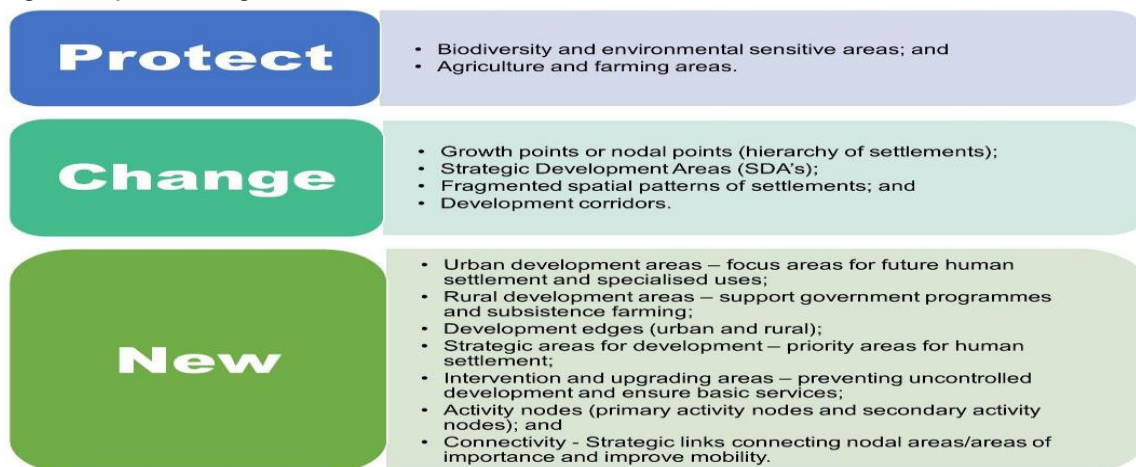 Protect
• Biodiversity and environmental sensitive areas; and
• Agriculture and farming areas.
Change
• Growth points or nodal points (hierarchy of settlements);
• Strategic Development Areas (SDA's);
• Fragmented spatial patterns of settlements; and
• Development corridors.
New
• Urban development areas – focus areas for future human
settlement and specialised uses;
• Rural development areas – support government programmes
and subsistence farming;
• Development edges (urban and rural);
• Strategic areas for development – priority areas for human
settlement;
• Intervention and upgrading areas – preventing uncontrolled
development and ensure basic services;
• Activity nodes (primary activity nodes and secondary activity
nodes); and
• Connectivity - Strategic links connecting nodal areas/areas of
importance and improve mobility.